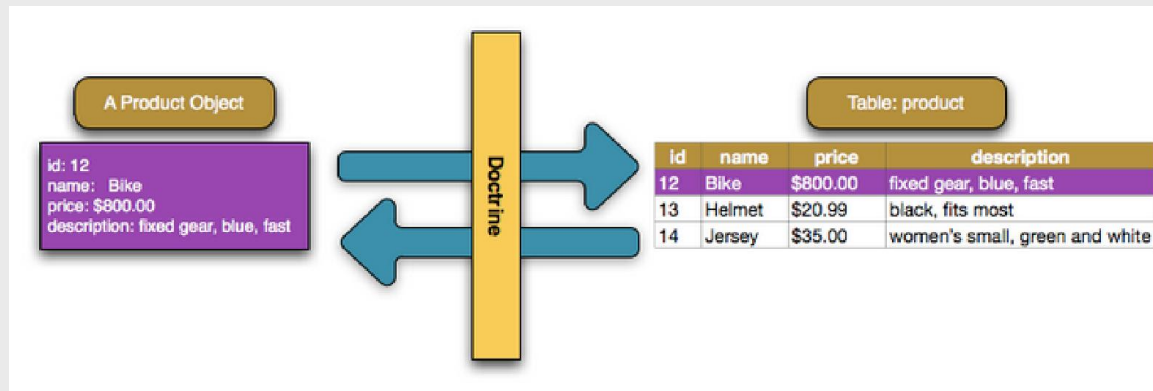 A Product Object
id: 12
name: Bike
price: $800.00
description: fixed gear, blue, fast
Doctrine
Table: product
id name price description
12 Bike $800.00 fixed gear, blue, fast
13 Helmet $20.99 black, fits most
14 Jersey $35.00 women's small, green and white